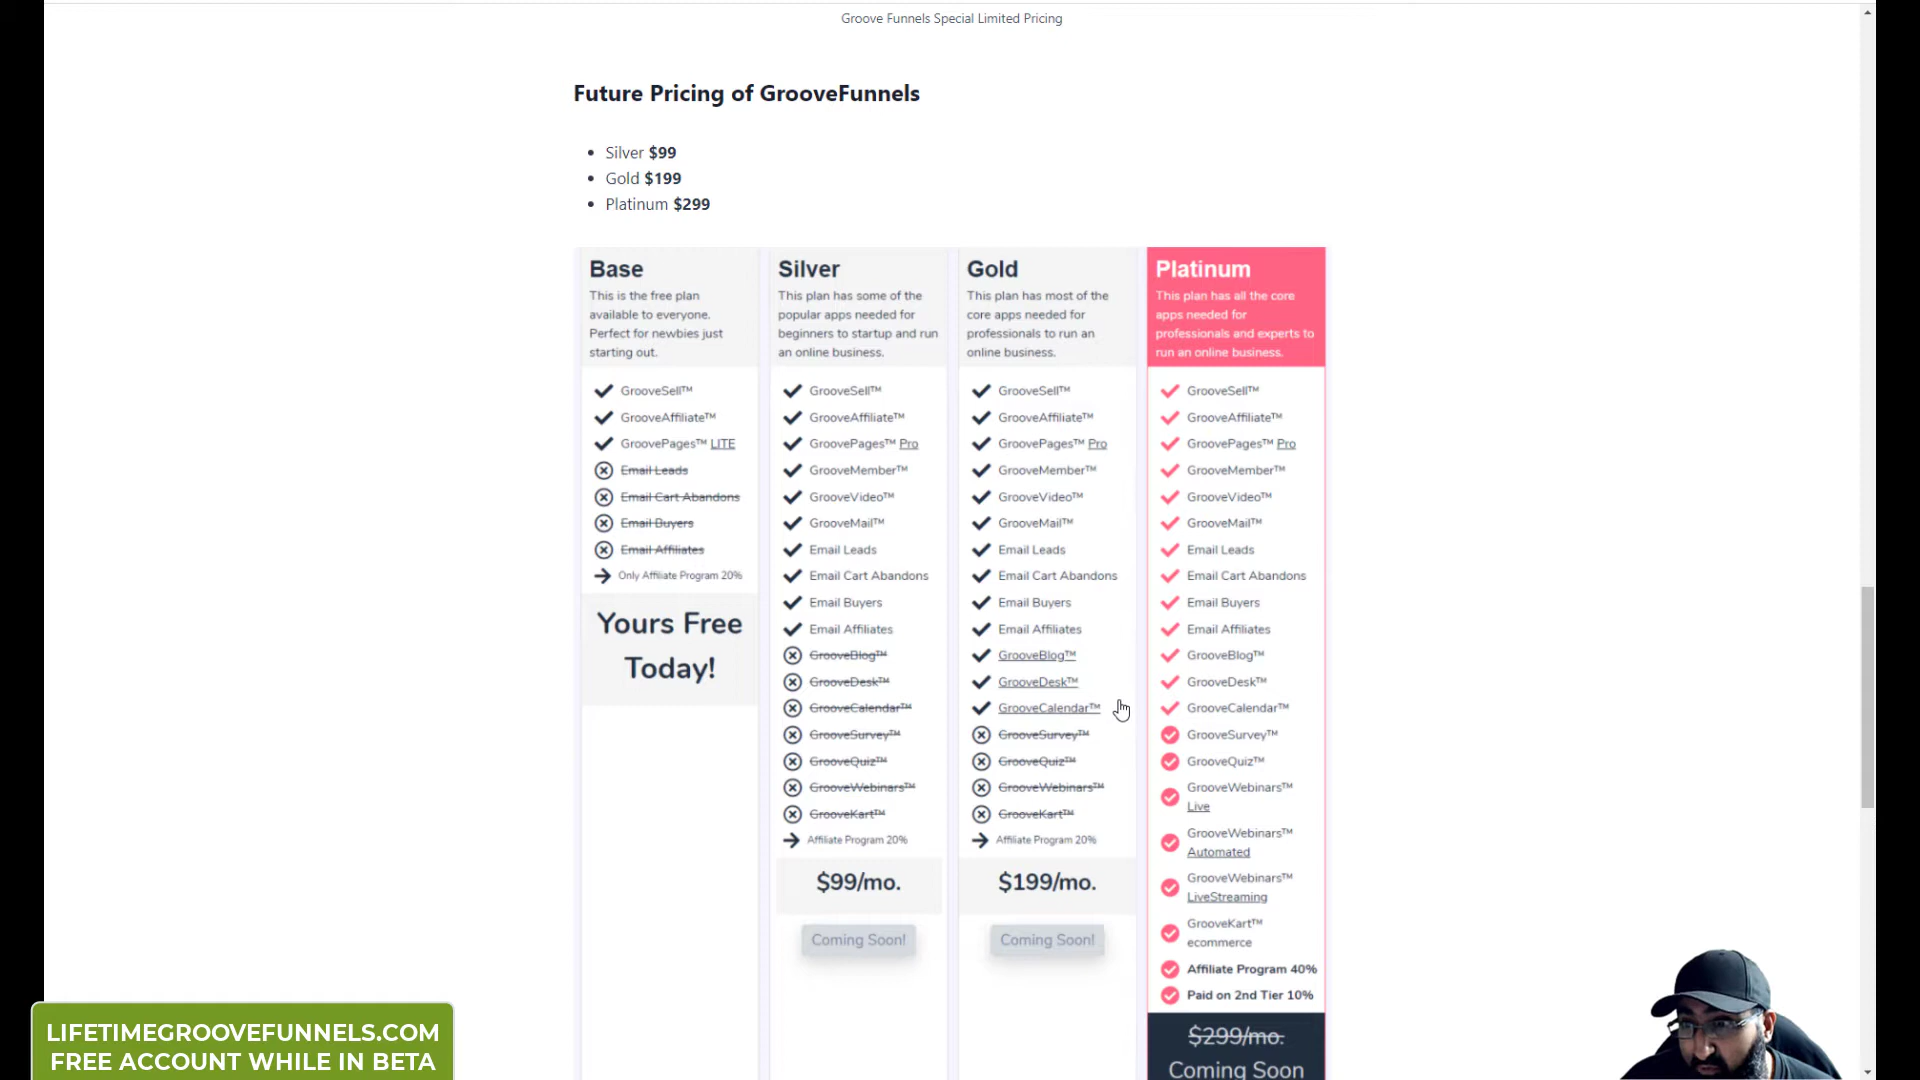 Groove Funnels Special Limited Pricing
Future Pricing of GrooveFunnels
• Silver $99
• Gold $199
• Platinum $299
Base
This is the free plan
available to everyone.
Perfect for newbies just
starting out.
GrooveSell™
GrooveAffiliate™
GroovePages™ LITE
Email Leads
Email Cart Abandons
Email Buyers
Email Affiliates
Only Affiliate Program 20%
Yours Free
Today!
Silver
This plan has some of the
popular apps needed for
beginners to startup and run
an online business.
GrooveSell™
GrooveAffiliate™
GroovePages™ Pro
GrooveMember™
GrooveVideo™
GrooveMail™
Email Leads
Email Cart Abandons
Email Buyers
Email Affiliates
GrooveBlog™
GrooveDesk™
GrooveCalendar™
GrooveSurvey™
GrooveQuiz™
GrooveWebinars™
GrooveKart™
Affiliate Program 20%
$99/mo.
Coming Soon!
Gold
This plan has most of the
core apps needed for
professionals to run an
online business.
GrooveSell™
GrooveAffiliate™
GroovePages™ Pro
GrooveMember™
GrooveVideo™
GrooveMail™
Email Leads
Email Cart Abandons
Email Buyers
Email Affiliates
GrooveBlog™
GrooveDesk™
GrooveCalendar™
GrooveSurvey™
GrooveQuiz™
GrooveWebinars™
GrooveKart™
Affiliate Program 20%
$199/mo.
Coming Soon!
Platinum
This plan has all the core
apps needed for
professionals and experts to
run an online business.
GrooveSell™
GrooveAffiliate™
GroovePages™ Pro
GrooveMember™
GrooveVideo™
GrooveMail™
Email Leads
Email Cart Abandons
Email Buyers
Email Affiliates
GrooveBlog™
GrooveDesk™
GrooveCalendar™
GrooveSurvey™
GrooveQuiz™
GrooveWebinars™
Live
GrooveWebinars™
Automated
GrooveWebinars™
LiveStreaming
GrooveKart™
ecommerce
Affiliate Program 40%
Paid on 2nd Tier 10%
$299/mo.
Coming Soon
LIFETIMEGROOVEFUNNELS.COM
FREE ACCOUNT WHILE IN BETA